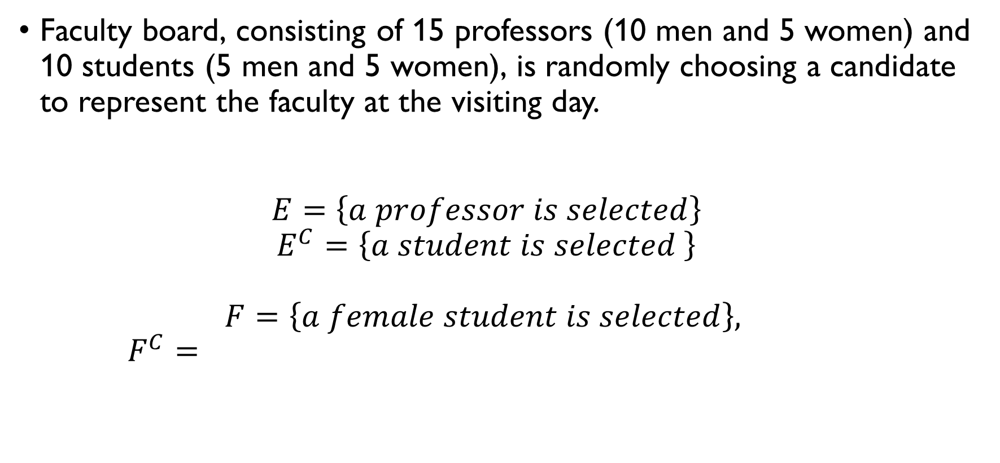 • Faculty board, consisting of 15 professors (10 men and 5 women) and
10 students (5 men and 5 women), is randomly choosing a candidate
to represent the faculty at the visiting day.
E = {a professor is selected}
E^C = {a student is selected }
F = {a female student is selected},
F^C =